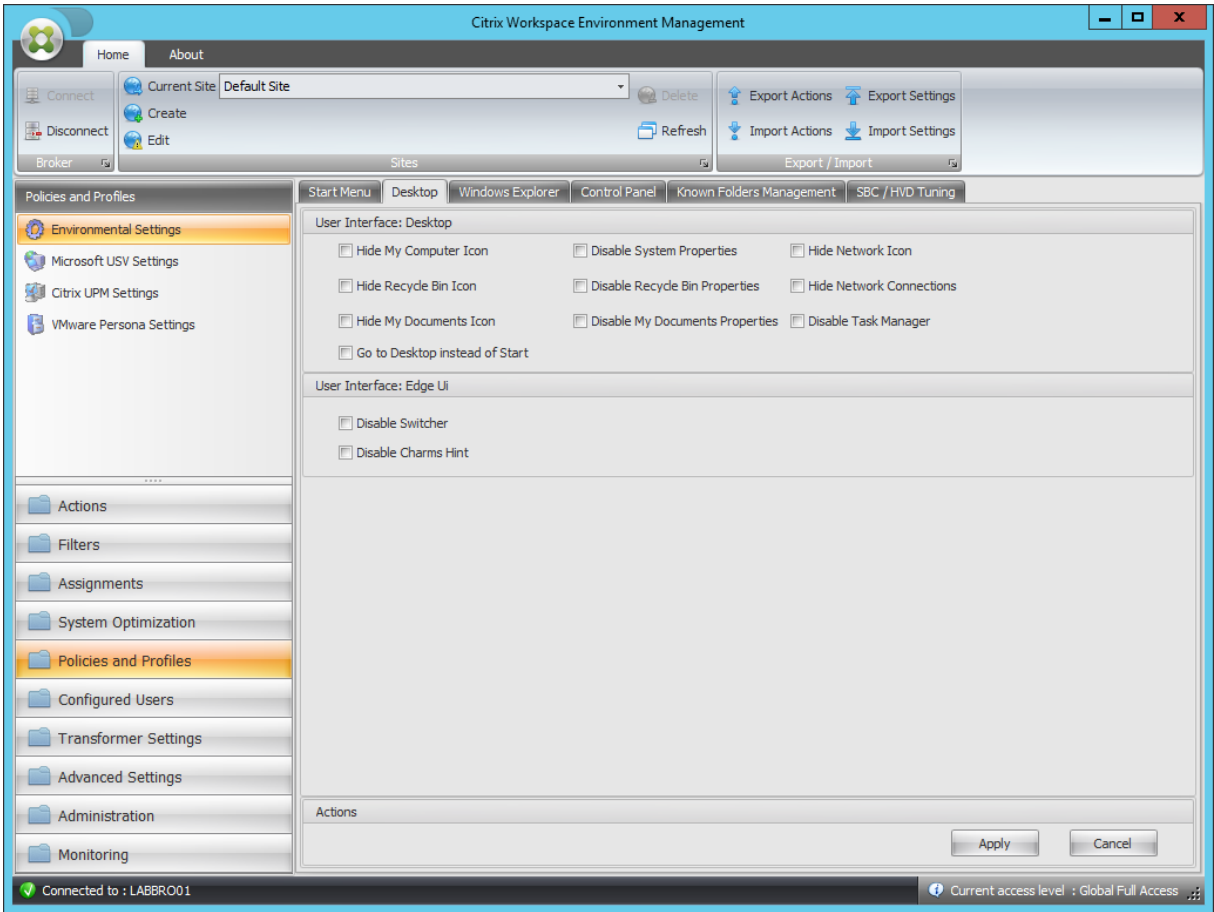 Citrix Workspace Environment Management
Home About
Connect
Disconnect
Broker
Current Site Default Site
Create
Edit
Delete
Refresh
Sites
Export Actions Export Settings
Import Actions Import Settings
Export / Import
Policies and Profiles
Environmental Settings
Microsoft USV Settings
Citrix UPM Settings
VMware Persona Settings
Actions
Filters
Assignments
System Optimization
Policies and Profiles
Configured Users
Transformer Settings
Advanced Settings
Administration
Monitoring
Start Menu Desktop Windows Explorer Control Panel Known Folders Management SBC / HVD Tuning
User Interface: Desktop
Hide My Computer Icon Disable System Properties Hide Network Icon
Hide Recycle Bin Icon Disable Recycle Bin Properties Hide Network Connections
Hide My Documents Icon Disable My Documents Properties Disable Task Manager
Go to Desktop instead of Start
User Interface: Edge Ui
Disable Switcher
Disable Charms Hint
Actions
Apply Cancel
Connected to : LABBRO01
Current access level : Global Full Access